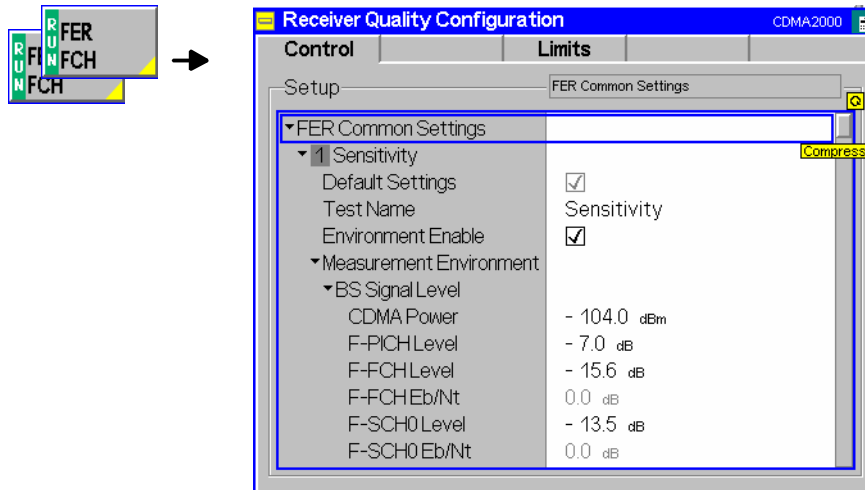 RUN FER
FCH
RUN FE
FCH
Receiver Quality Configuration CDMA2000
Control Limits
Setup FER Common Settings
Q
FER Common Settings
Compress
1 Sensitivity
Default Settings
Test Name Sensitivity
Environment Enable
Measurement Environment
BS Signal Level
CDMA Power - 104.0 dBm
F-PICH Level - 7.0 dB
F-FCH Level - 15.6 dB
F-FCH Eb/Nt 0.0 dB
F-SCH0 Level - 13.5 dB
F-SCH0 Eb/Nt 0.0 dB